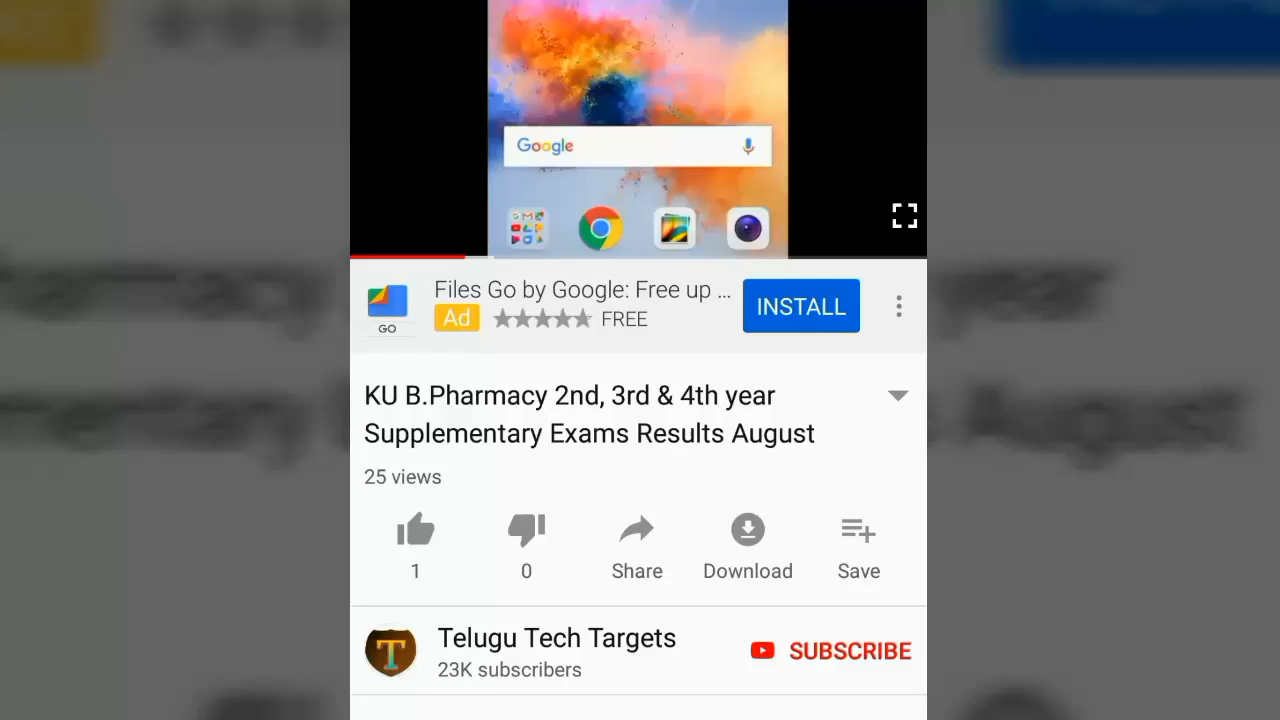 Google
Files Go by Google: Free up ...
GO
Ad
FREE
INSTALL
KU B.Pharmacy 2nd, 3rd & 4th year
Supplementary Exams Results August
25 views
1
0
Share
Download
Save
T
Telugu Tech Targets
23K subscribers
SUBSCRIBE